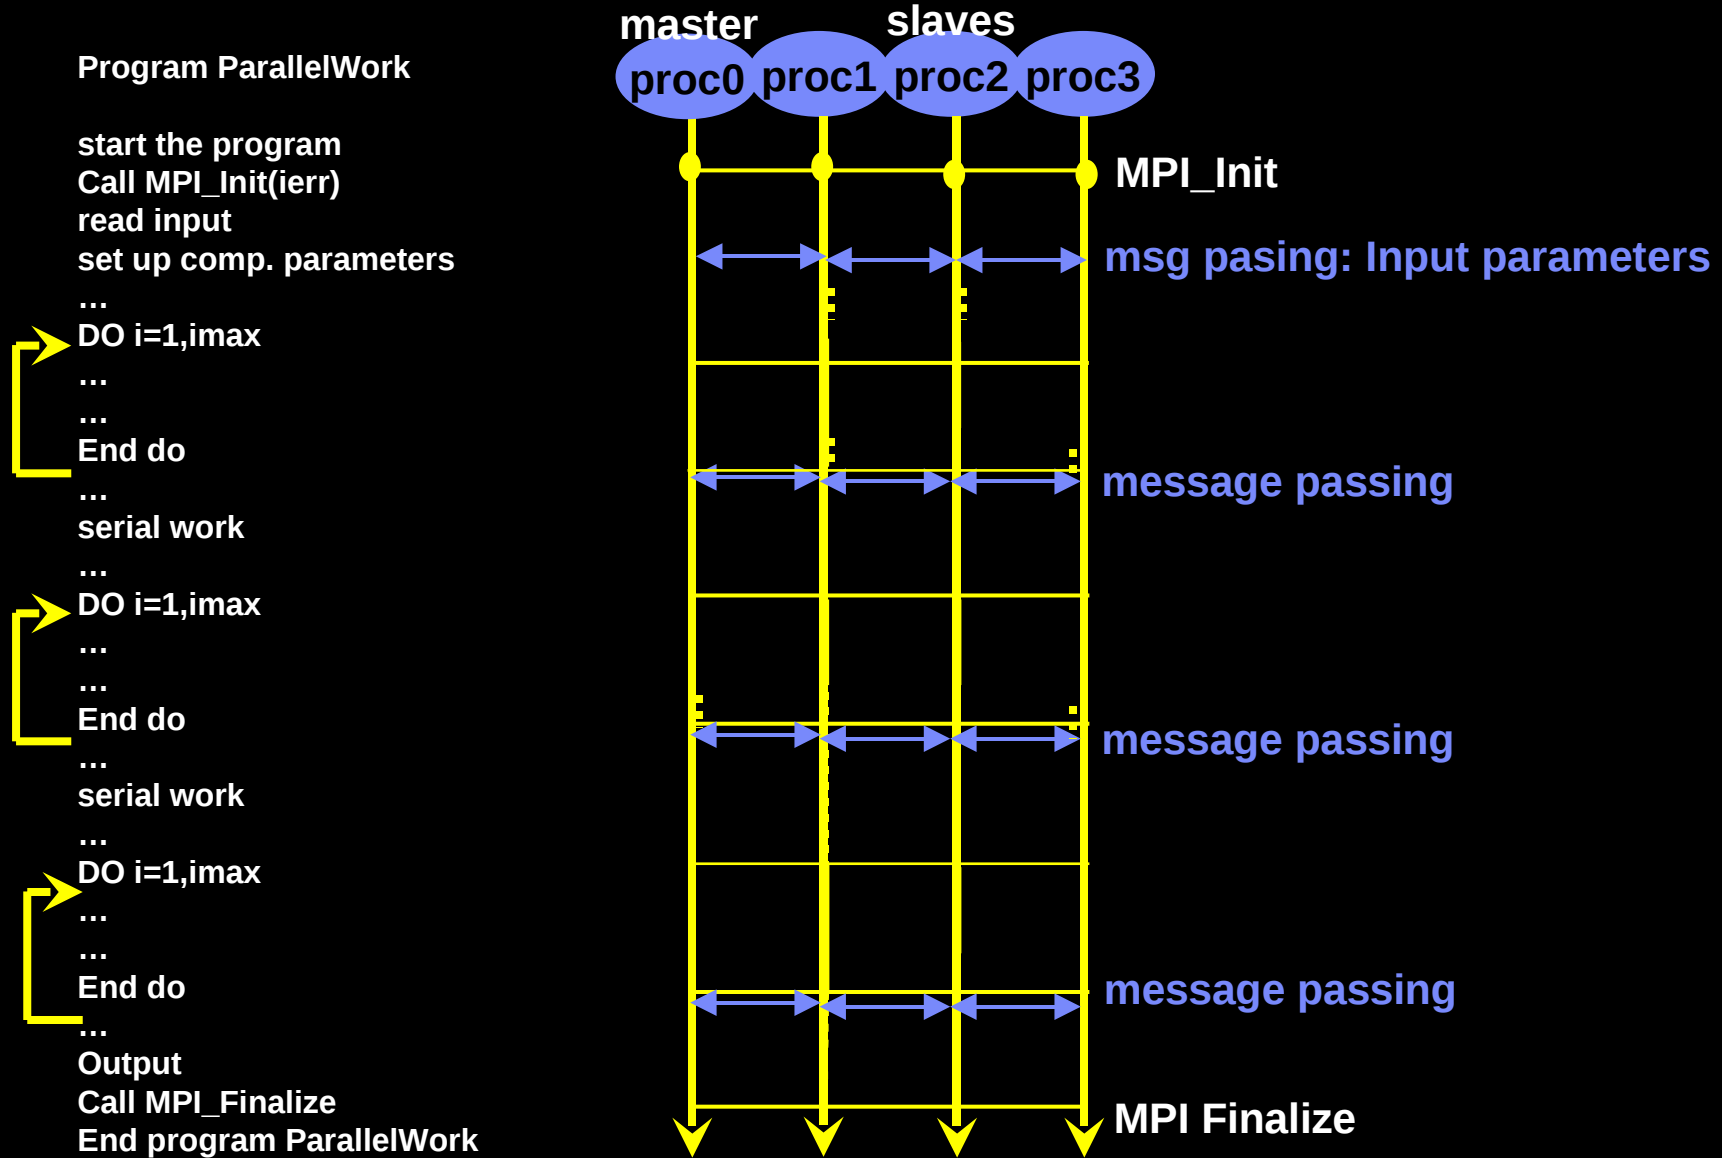 Program ParallelWork
start the program
Call MPI_Init(ierr)
read input
set up comp. parameters
...
DO i=1,imax
...
...
End do
...
serial work
...
DO i=1,imax
...
...
End do
...
serial work
...
DO i=1,imax
...
...
End do
...
Output
Call MPI_Finalize
End program ParallelWork
master
slaves
proc0
proc1
proc2
proc3
MPI_Init
msg pasing: Input parameters
message passing
message passing
message passing
MPI Finalize